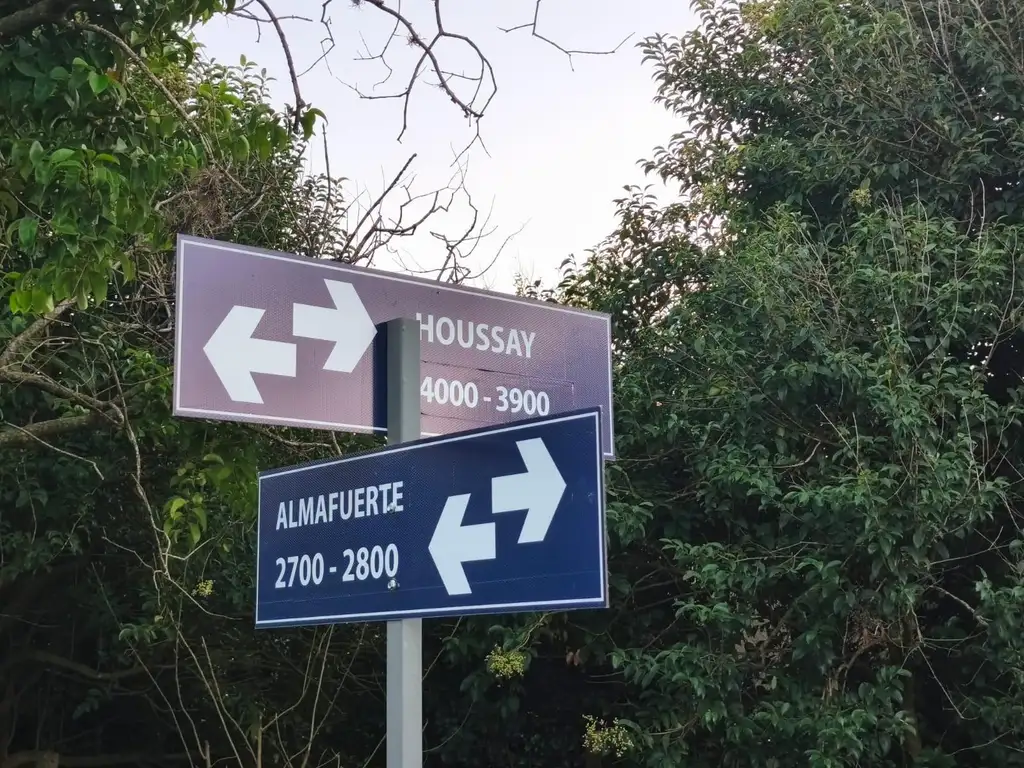 HOUSSAY
4000 - 3900
ALMAFUERTE
2700 - 2800